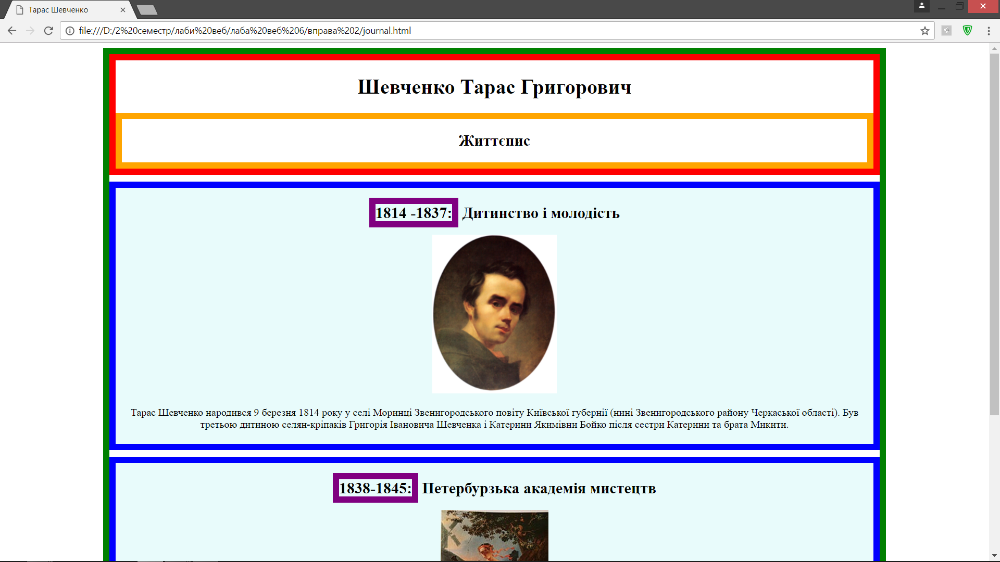 Тарас Шевченко
file:///D:/2%20семестр/лаби%20веб/лаба%20веб%206/вправа%202/journal.html
Шевченко Тарас Григорович
Життєпис
1814 -1837: Дитинство і молодість
Тарас Шевченко народився 9 березня 1814 року у селі Моринці Звенигородського повіту Київської губернії (нині Звенигородського району Черкаської області). Був
третьою дитиною селян-кріпаків Григорія Івановича Шевченка і Катерини Якимівни Бойко після сестри Катерини та брата Микити.
1838-1845: Петербурзька академія мистецтв